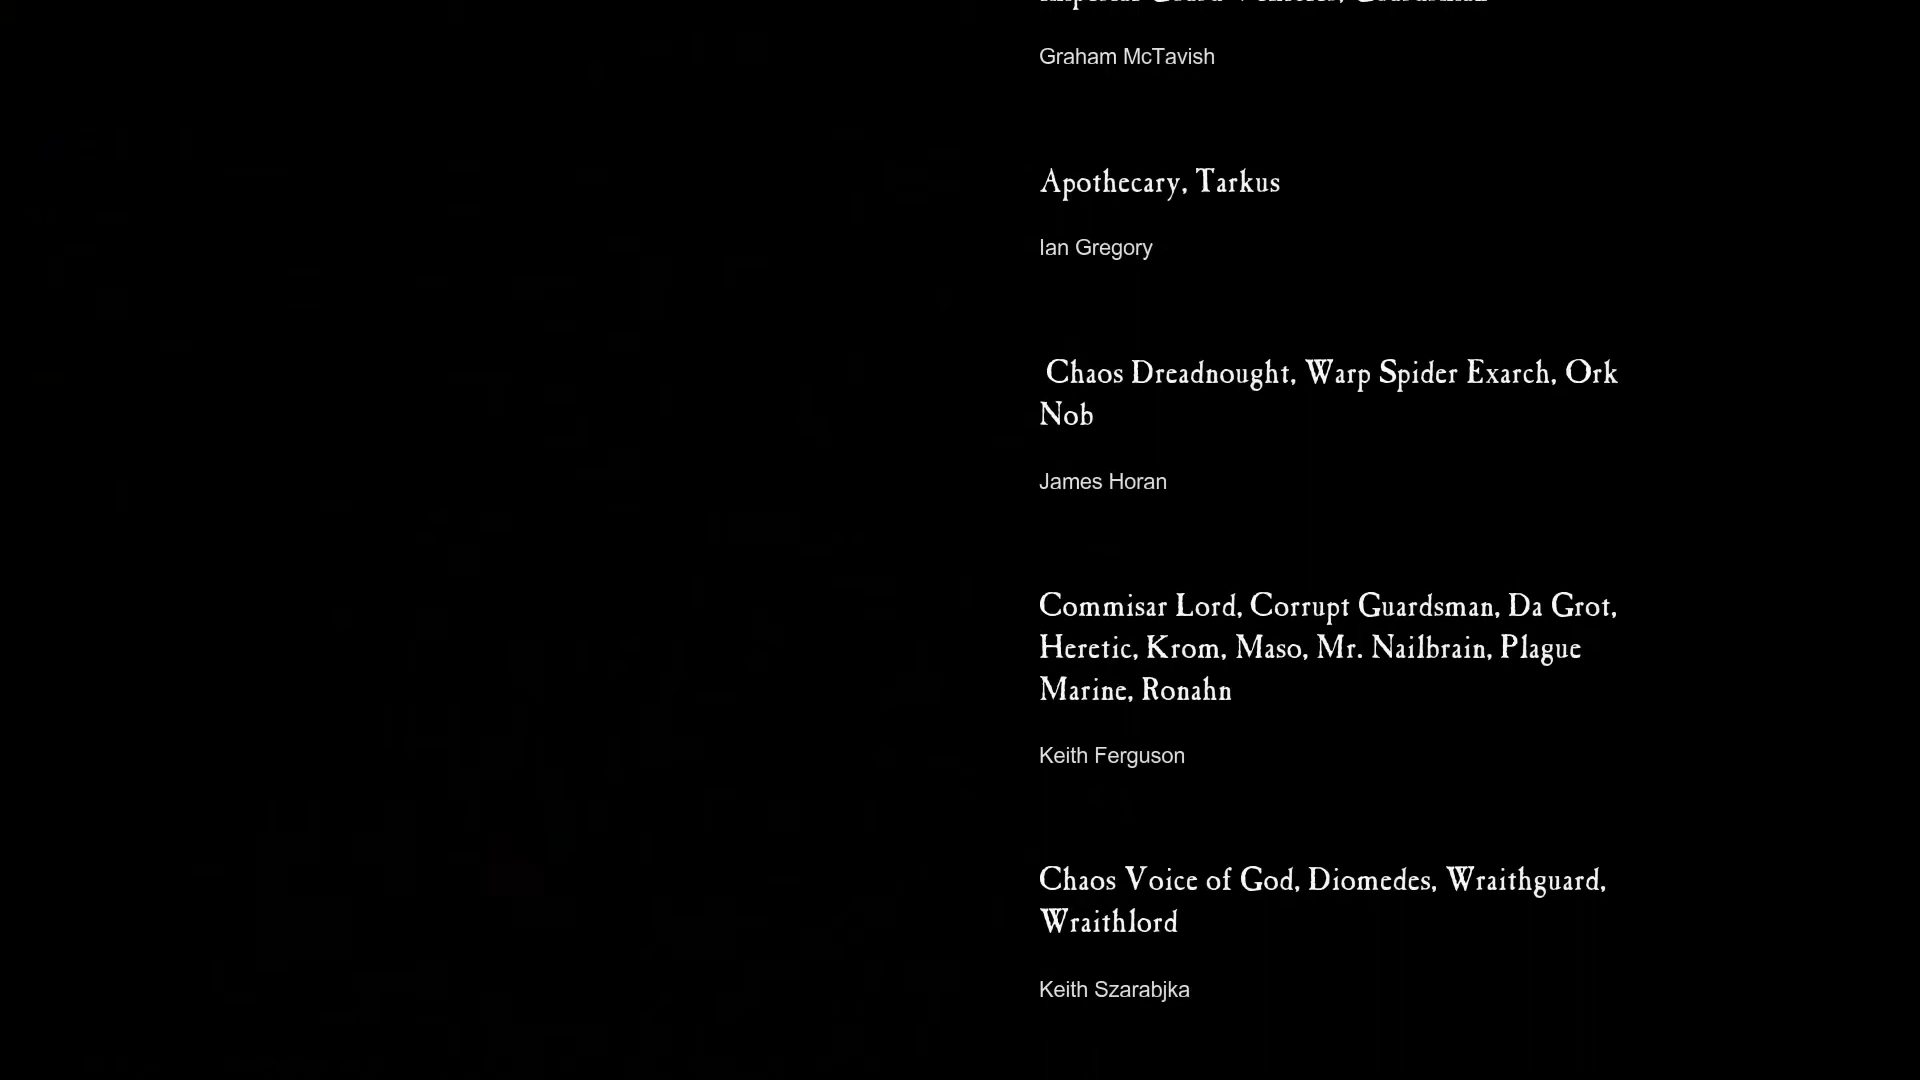 Graham McTavish
Apothecary, Tarkus
Ian Gregory
Chaos Dreadnought, Warp Spider Exarch, Ork
Nob
James Horan
Commisar Lord, Corrupt Guardsman, Da Grot,
Heretic, Krom, Maso, Mr. Nailbrain, Plague
Marine, Ronahn
Keith Ferguson
Chaos Voice of God, Diomedes, Wraithguard,
Wraithlord
Keith Szarabjka